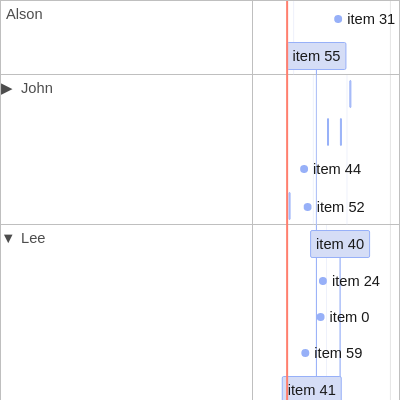 Alson
item 31
item 55
▶ John
item 44
item 52
▼ Lee
item 40
item 24
item 0
item 59
item 41